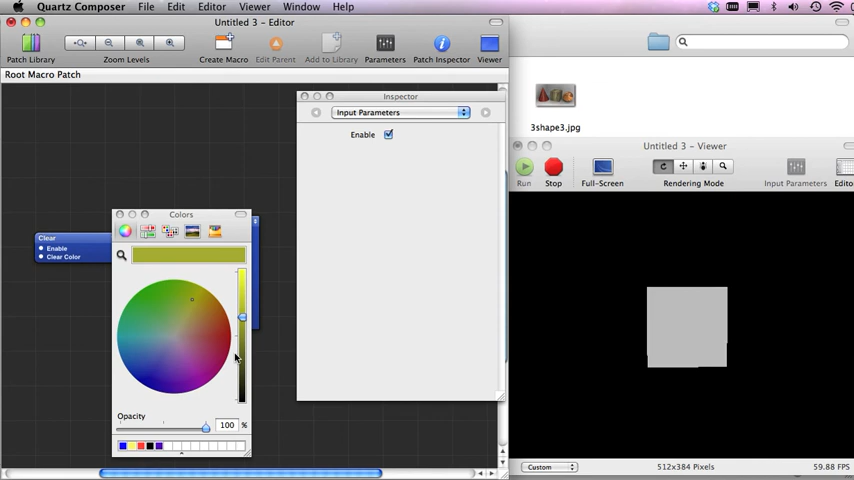 Quartz Composer File Edit Editor Viewer Window Help
Untitled 3 - Editor
Patch Library Zoom Levels Create Macro Edit Parent Add to Library Parameters Patch Inspector Viewer
Root Macro Patch
Inspector
Input Parameters
Enable
3shape3.jpg
Untitled 3 - Viewer
Run Stop Full-Screen Rendering Mode Input Parameters Editor
Clear
Enable
Clear Color
Colors
Opacity
100 %
Custom 512x384 Pixels 59.88 FPS